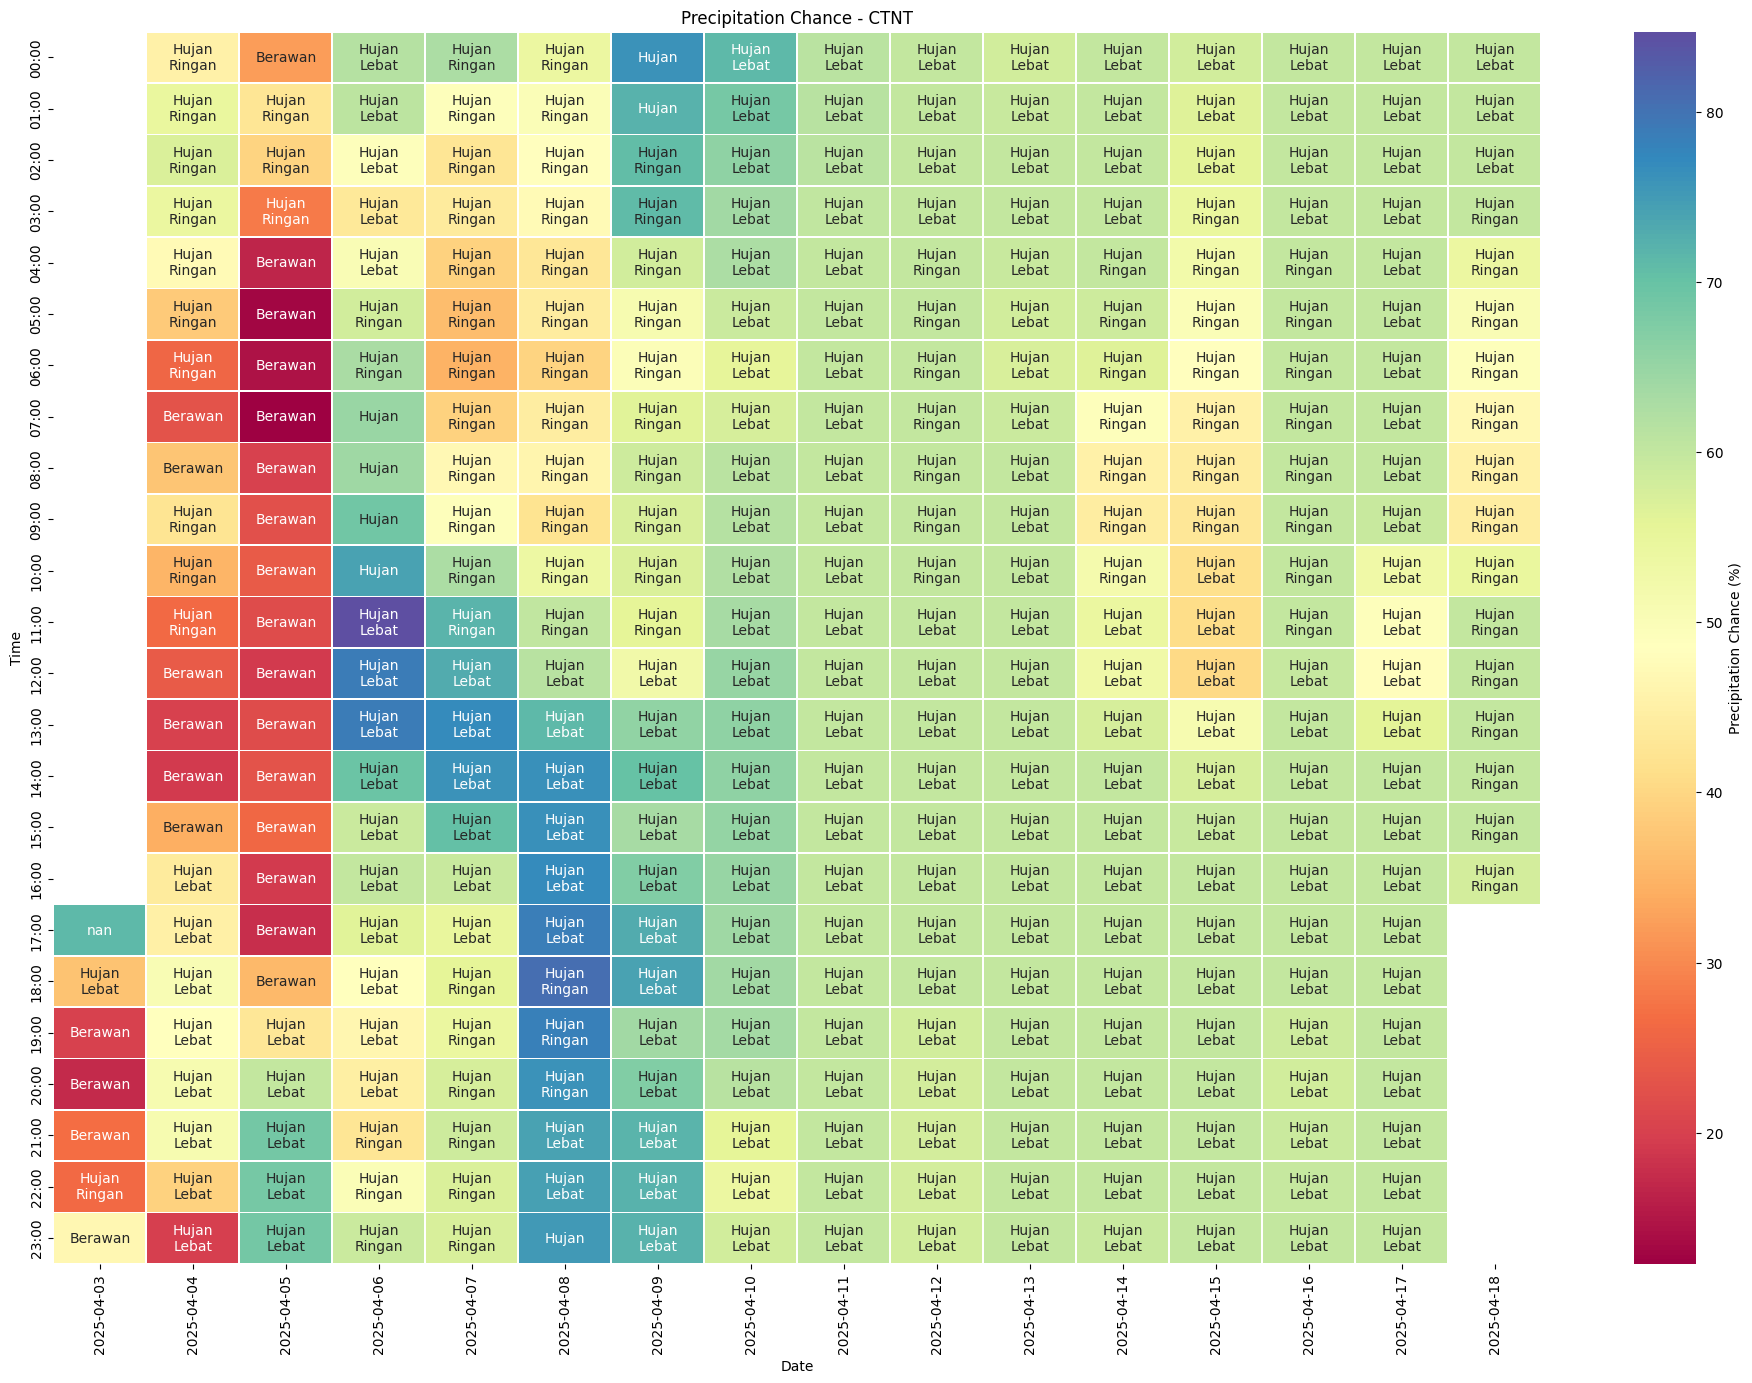 Precipitation Chance - CTNT
00:00 Hujan Ringan Berawan Hujan Lebat Hujan Ringan Hujan Ringan Hujan Hujan Lebat Hujan Lebat Hujan Lebat Hujan Lebat Hujan Lebat Hujan Lebat Hujan Lebat Hujan Lebat Hujan Lebat
01:00 Hujan Ringan Hujan Ringan Hujan Lebat Hujan Ringan Hujan Ringan Hujan Hujan Lebat Hujan Lebat Hujan Lebat Hujan Lebat Hujan Lebat Hujan Lebat Hujan Lebat Hujan Lebat Hujan Lebat
02:00 Hujan Ringan Hujan Ringan Hujan Lebat Hujan Ringan Hujan Ringan Hujan Ringan Hujan Lebat Hujan Lebat Hujan Lebat Hujan Lebat Hujan Lebat Hujan Lebat Hujan Lebat Hujan Lebat Hujan Lebat
03:00 Hujan Ringan Hujan Ringan Hujan Lebat Hujan Ringan Hujan Ringan Hujan Ringan Hujan Lebat Hujan Lebat Hujan Lebat Hujan Lebat Hujan Lebat Hujan Ringan Hujan Lebat Hujan Lebat Hujan Ringan
04:00 Hujan Ringan Berawan Hujan Lebat Hujan Ringan Hujan Ringan Hujan Ringan Hujan Lebat Hujan Lebat Hujan Ringan Hujan Lebat Hujan Ringan Hujan Ringan Hujan Ringan Hujan Lebat Hujan Ringan
05:00 Hujan Ringan Berawan Hujan Ringan Hujan Ringan Hujan Ringan Hujan Ringan Hujan Lebat Hujan Lebat Hujan Ringan Hujan Lebat Hujan Ringan Hujan Ringan Hujan Ringan Hujan Lebat Hujan Ringan
06:00 Hujan Ringan Berawan Hujan Ringan Hujan Ringan Hujan Ringan Hujan Ringan Hujan Lebat Hujan Lebat Hujan Ringan Hujan Lebat Hujan Ringan Hujan Ringan Hujan Ringan Hujan Lebat Hujan Ringan
07:00 Berawan Berawan Hujan Hujan Ringan Hujan Ringan Hujan Ringan Hujan Lebat Hujan Lebat Hujan Ringan Hujan Lebat Hujan Ringan Hujan Ringan Hujan Ringan Hujan Lebat Hujan Ringan
08:00 Berawan Berawan Hujan Hujan Ringan Hujan Ringan Hujan Ringan Hujan Lebat Hujan Lebat Hujan Lebat Hujan Lebat Hujan Ringan Hujan Ringan Hujan Ringan Hujan Lebat Hujan Ringan
09:00 Hujan Ringan Berawan Hujan Hujan Ringan Hujan Ringan Hujan Ringan Hujan Lebat Hujan Lebat Hujan Ringan Hujan Lebat Hujan Ringan Hujan Ringan Hujan Ringan Hujan Lebat Hujan Ringan
10:00 Hujan Ringan Berawan Hujan Hujan Ringan Hujan Ringan Hujan Ringan Hujan Lebat Hujan Lebat Hujan Ringan Hujan Lebat Hujan Ringan Hujan Lebat Hujan Ringan Hujan Lebat Hujan Ringan
11:00 Hujan Ringan Berawan Hujan Lebat Hujan Ringan Hujan Ringan Hujan Ringan Hujan Lebat Hujan Lebat Hujan Lebat Hujan Lebat Hujan Lebat Hujan Lebat Hujan Ringan Hujan Lebat Hujan Ringan
12:00 Berawan Berawan Hujan Lebat Hujan Lebat Hujan Lebat Hujan Lebat Hujan Lebat Hujan Lebat Hujan Lebat Hujan Lebat Hujan Lebat Hujan Lebat Hujan Lebat Hujan Lebat Hujan Ringan
13:00 Berawan Berawan Hujan Lebat Hujan Lebat Hujan Lebat Hujan Lebat Hujan Lebat Hujan Lebat Hujan Lebat Hujan Lebat Hujan Lebat Hujan Lebat Hujan Lebat Hujan Lebat Hujan Ringan
14:00 Berawan Berawan Hujan Lebat Hujan Lebat Hujan Lebat Hujan Lebat Hujan Lebat Hujan Lebat Hujan Lebat Hujan Lebat Hujan Lebat Hujan Lebat Hujan Lebat Hujan Lebat Hujan Ringan
15:00 Berawan Berawan Hujan Lebat Hujan Lebat Hujan Lebat Hujan Lebat Hujan Lebat Hujan Lebat Hujan Lebat Hujan Lebat Hujan Lebat Hujan Lebat Hujan Lebat Hujan Lebat Hujan Ringan
16:00 Hujan Lebat Berawan Hujan Lebat Hujan Lebat Hujan Lebat Hujan Lebat Hujan Lebat Hujan Lebat Hujan Lebat Hujan Lebat Hujan Lebat Hujan Lebat Hujan Lebat Hujan Lebat Hujan Ringan
17:00 nan Hujan Lebat Berawan Hujan Lebat Hujan Lebat Hujan Lebat Hujan Lebat Hujan Lebat Hujan Lebat Hujan Lebat Hujan Lebat Hujan Lebat Hujan Lebat Hujan Lebat Hujan Lebat
18:00 Hujan Lebat Hujan Lebat Berawan Hujan Lebat Hujan Ringan Hujan Ringan Hujan Lebat Hujan Lebat Hujan Lebat Hujan Lebat Hujan Lebat Hujan Lebat Hujan Lebat Hujan Lebat Hujan Lebat
19:00 Berawan Hujan Lebat Hujan Lebat Hujan Lebat Hujan Ringan Hujan Ringan Hujan Lebat Hujan Lebat Hujan Lebat Hujan Lebat Hujan Lebat Hujan Lebat Hujan Lebat Hujan Lebat Hujan Lebat
20:00 Berawan Hujan Lebat Hujan Lebat Hujan Lebat Hujan Ringan Hujan Ringan Hujan Lebat Hujan Lebat Hujan Lebat Hujan Lebat Hujan Lebat Hujan Lebat Hujan Lebat Hujan Lebat Hujan Lebat
21:00 Berawan Hujan Lebat Hujan Lebat Hujan Ringan Hujan Ringan Hujan Lebat Hujan Lebat Hujan Lebat Hujan Lebat Hujan Lebat Hujan Lebat Hujan Lebat Hujan Lebat Hujan Lebat Hujan Lebat
22:00 Hujan Ringan Hujan Lebat Hujan Lebat Hujan Ringan Hujan Ringan Hujan Lebat Hujan Lebat Hujan Lebat Hujan Lebat Hujan Lebat Hujan Lebat Hujan Lebat Hujan Lebat Hujan Lebat Hujan Lebat
23:00 Berawan Hujan Lebat Hujan Lebat Hujan Ringan Hujan Ringan Hujan Hujan Lebat Hujan Lebat Hujan Lebat Hujan Lebat Hujan Lebat Hujan Lebat Hujan Lebat Hujan Lebat Hujan Lebat
Time
2025-04-03 2025-04-04 2025-04-05 2025-04-06 2025-04-07 2025-04-08 2025-04-09 2025-04-10 2025-04-11 2025-04-12 2025-04-13 2025-04-14 2025-04-15 2025-04-16 2025-04-17 2025-04-18
Date
80
70
60
50
40
30
20
Precipitation Chance (%)